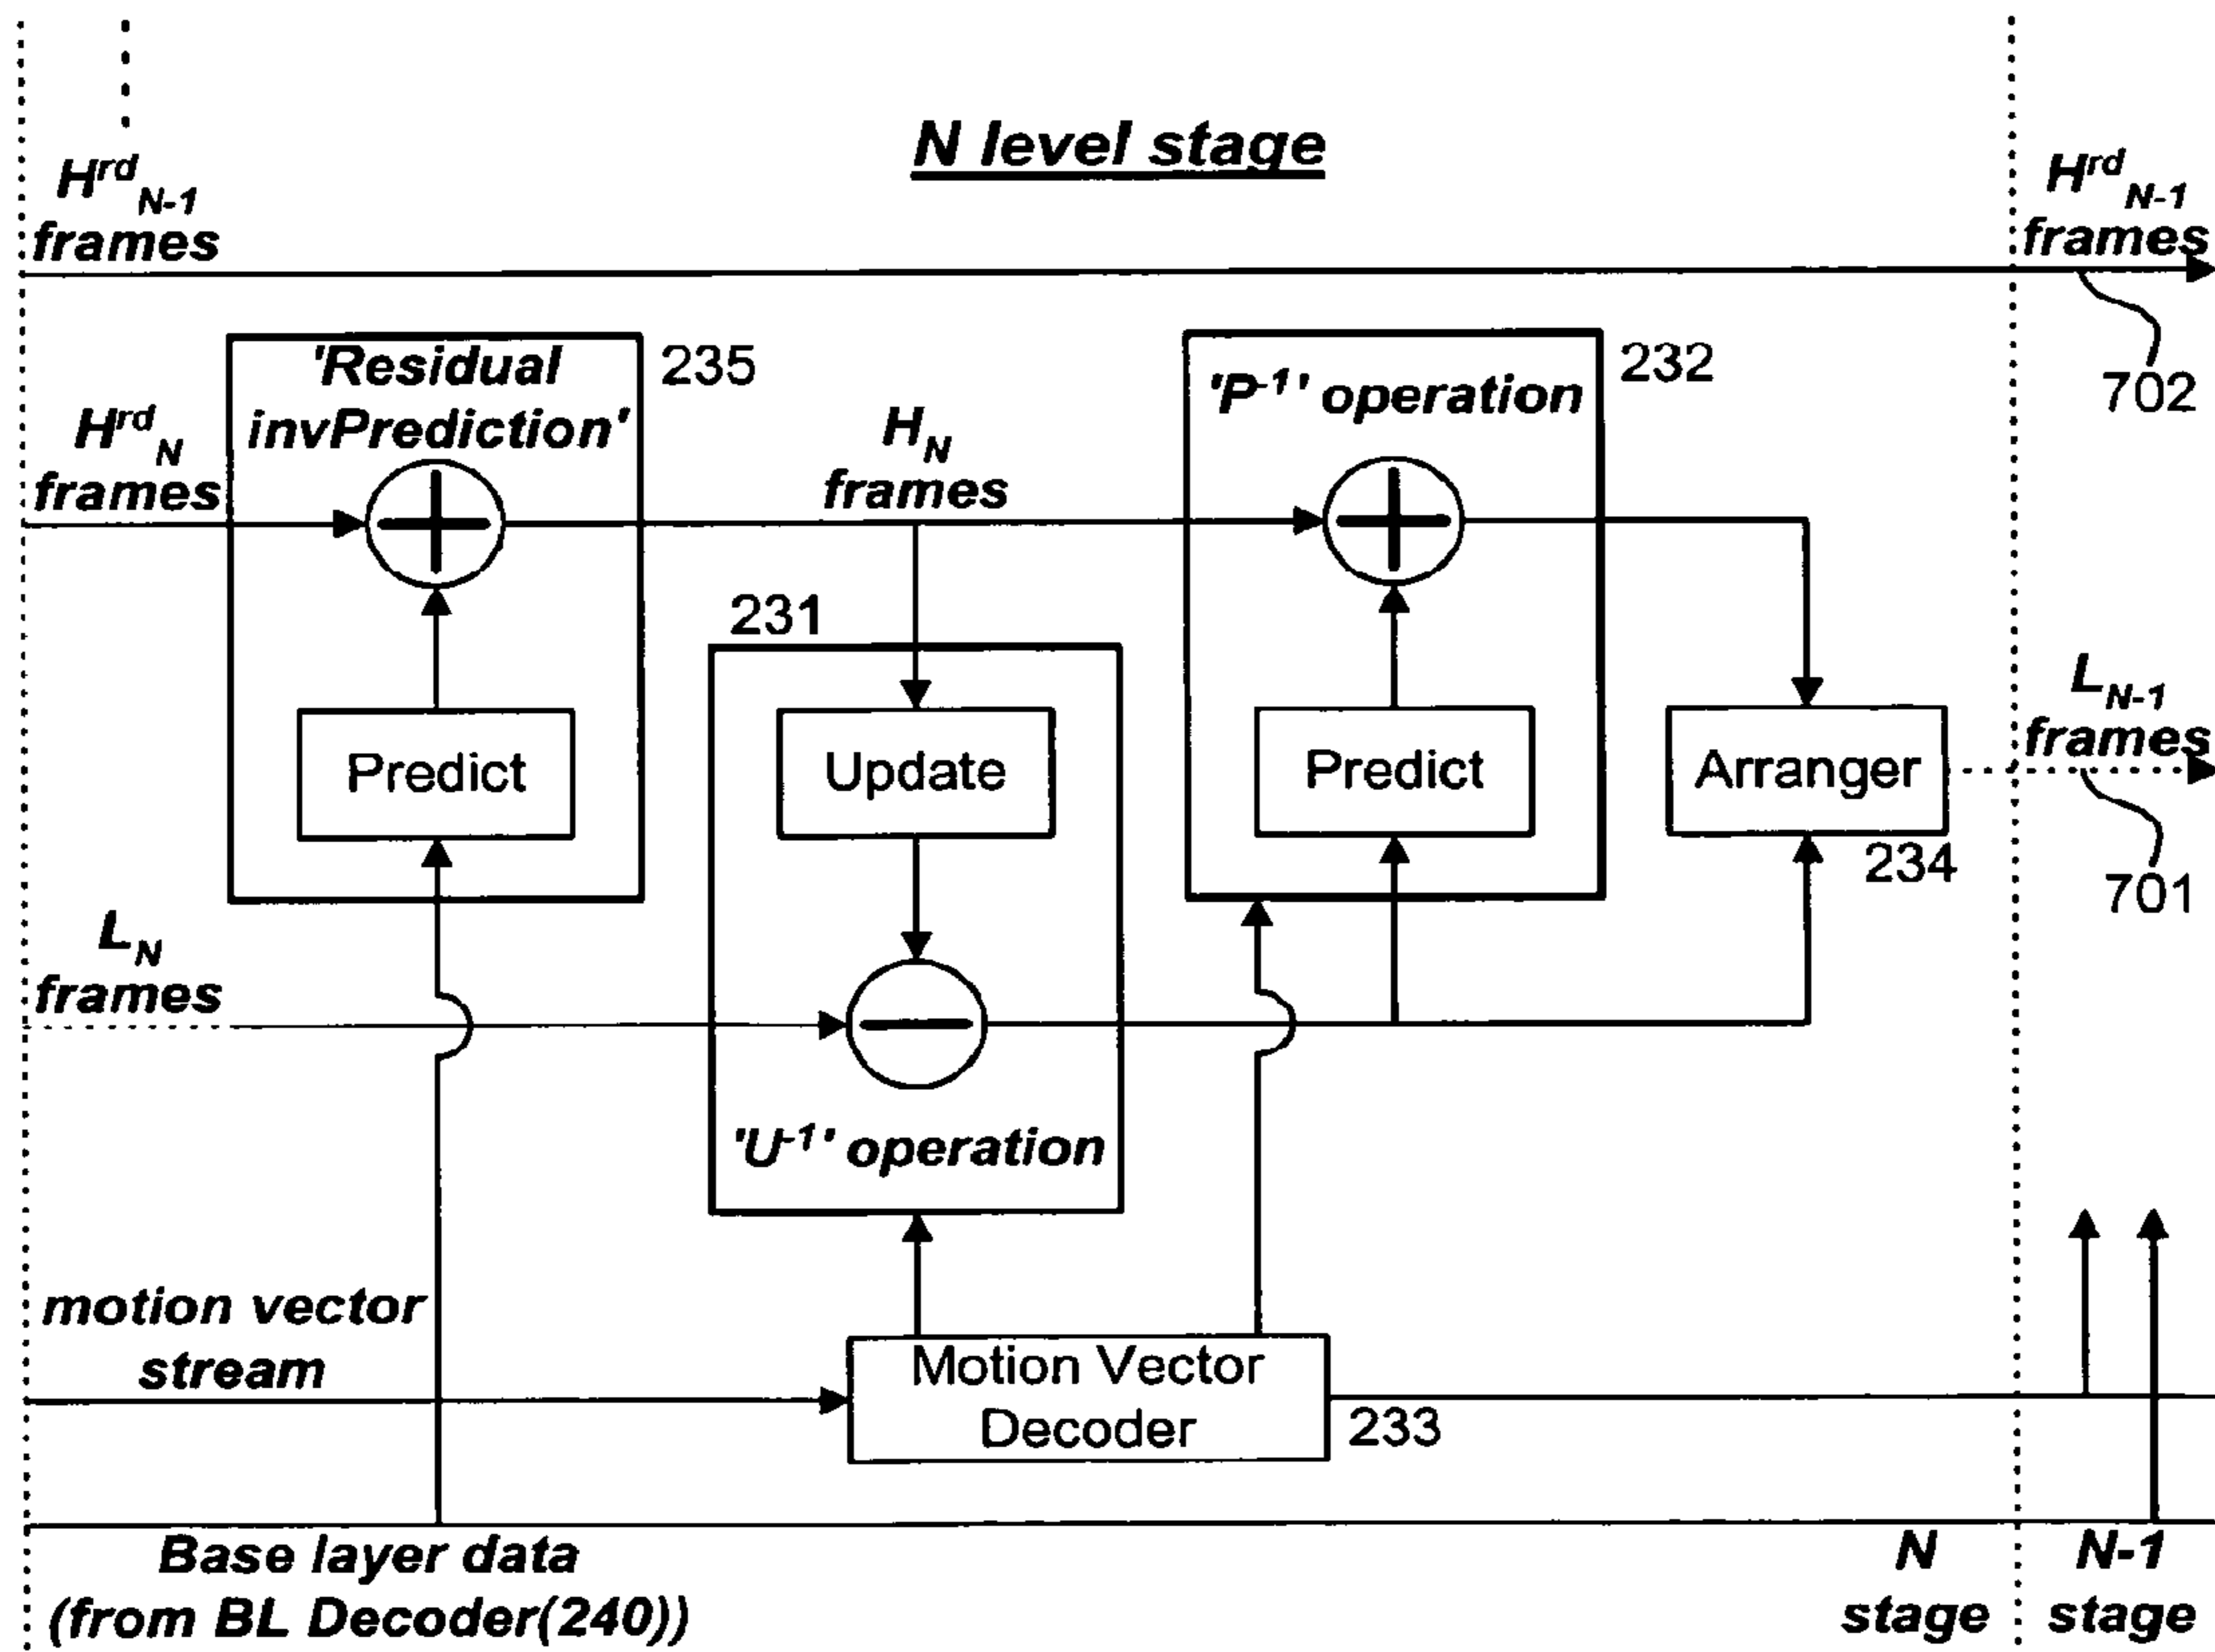 N level stage
H^rd_N-1
frames
H^rd_N-1
frames
702
'Residual
invPrediction'
235
'P^-1' operation
232
H^rd_N
frames
H_N
frames
231
L_N-1
frames
Predict
Update
Predict
Arranger
234
701
L_N
frames
'U^-1' operation
motion vector
stream
Motion Vector
Decoder
233
Base layer data
(from BL Decoder(240))
N
stage
N-1
stage